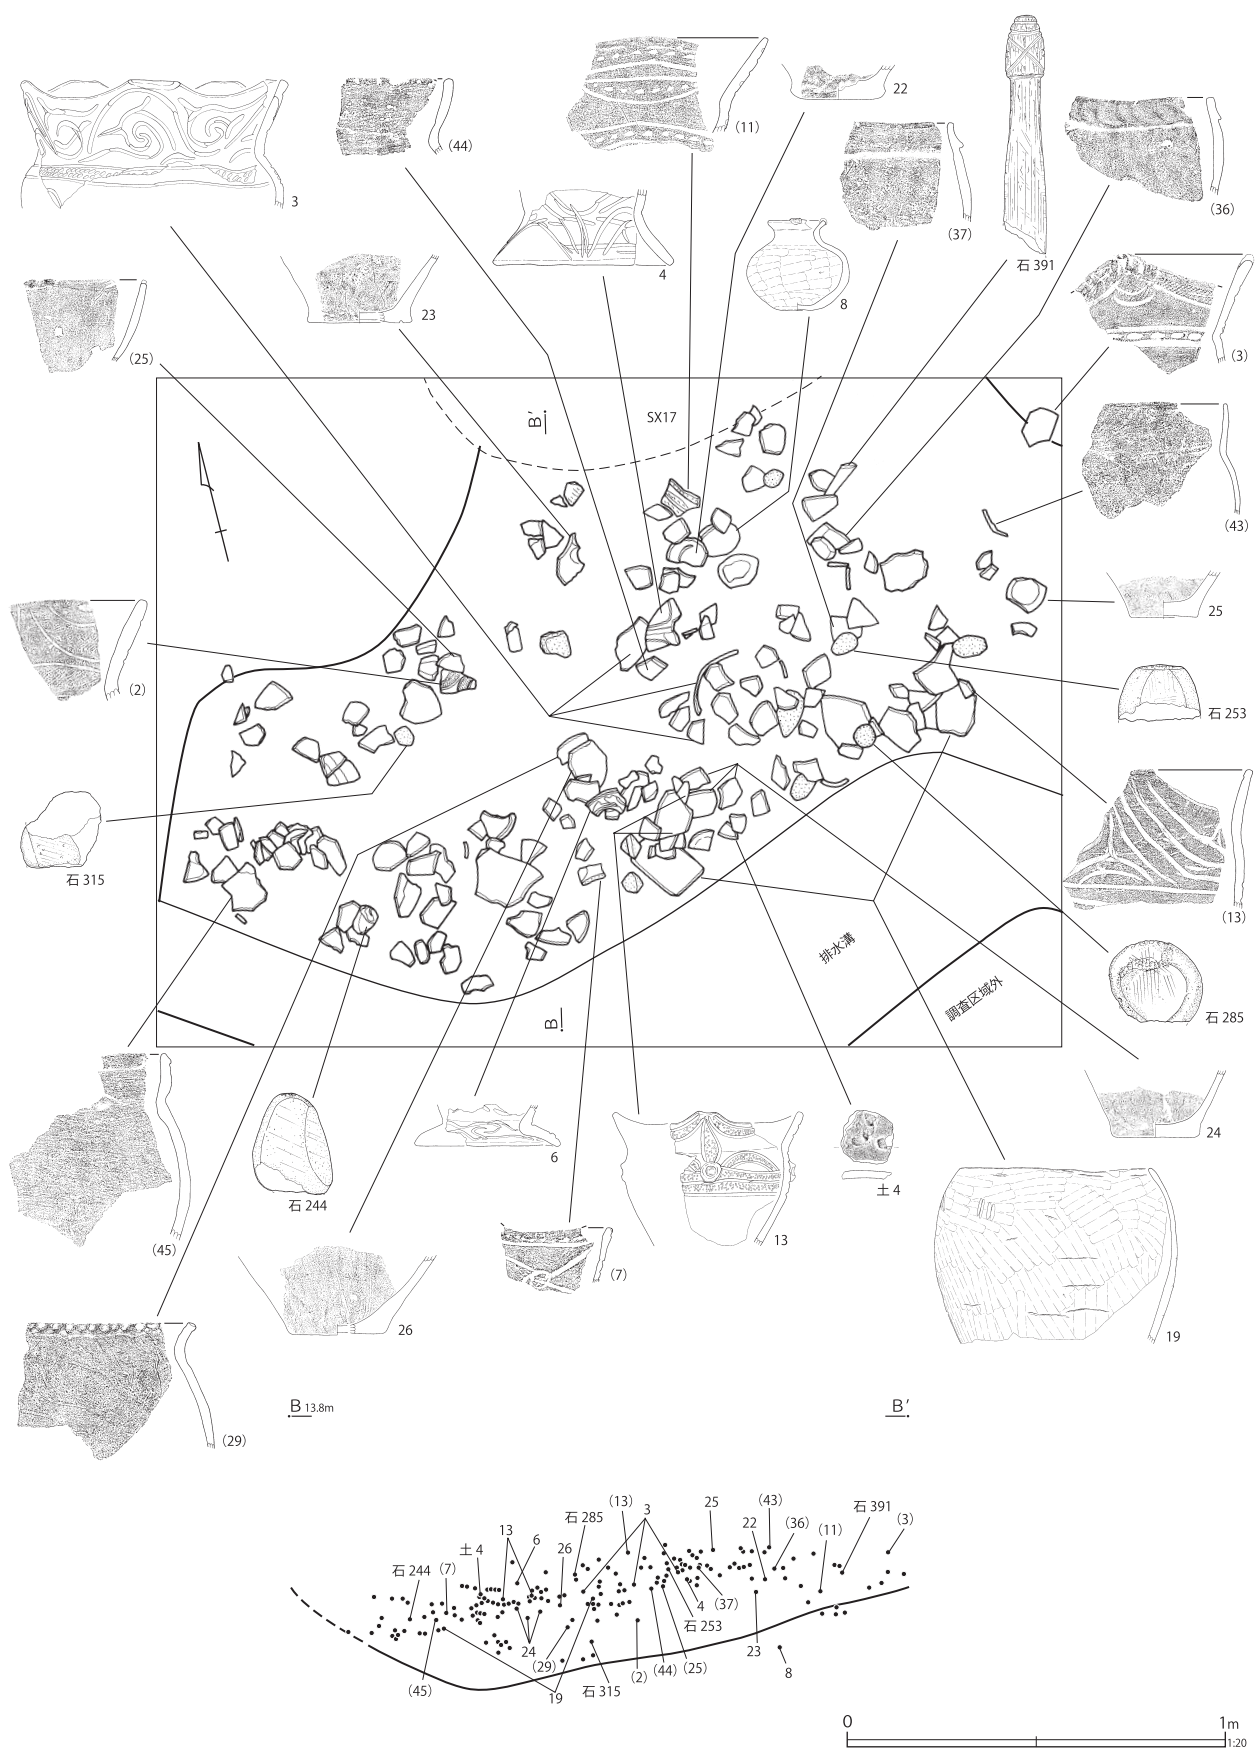 3
(44)
(11)
22
(37)
石 391
(36)
4
8
23
(25)
(3)
B′
SX17
(43)
25
(2)
石 253
石 315
(13)
石 285
排水溝
調査区域外
B
24
(45)
石 244
6
土 4
13
(7)
26
19
(29)
B 13.8m
B′
(13)
3
25
(43)
石 391
(3)
石 285
13
6
22
(36)
(11)
土 4
26
石 244
(7)
4
(37)
石 253
24
(29)
(2)
(44)
(25)
23
8
(45)
19
石 315
0
1m
1:20